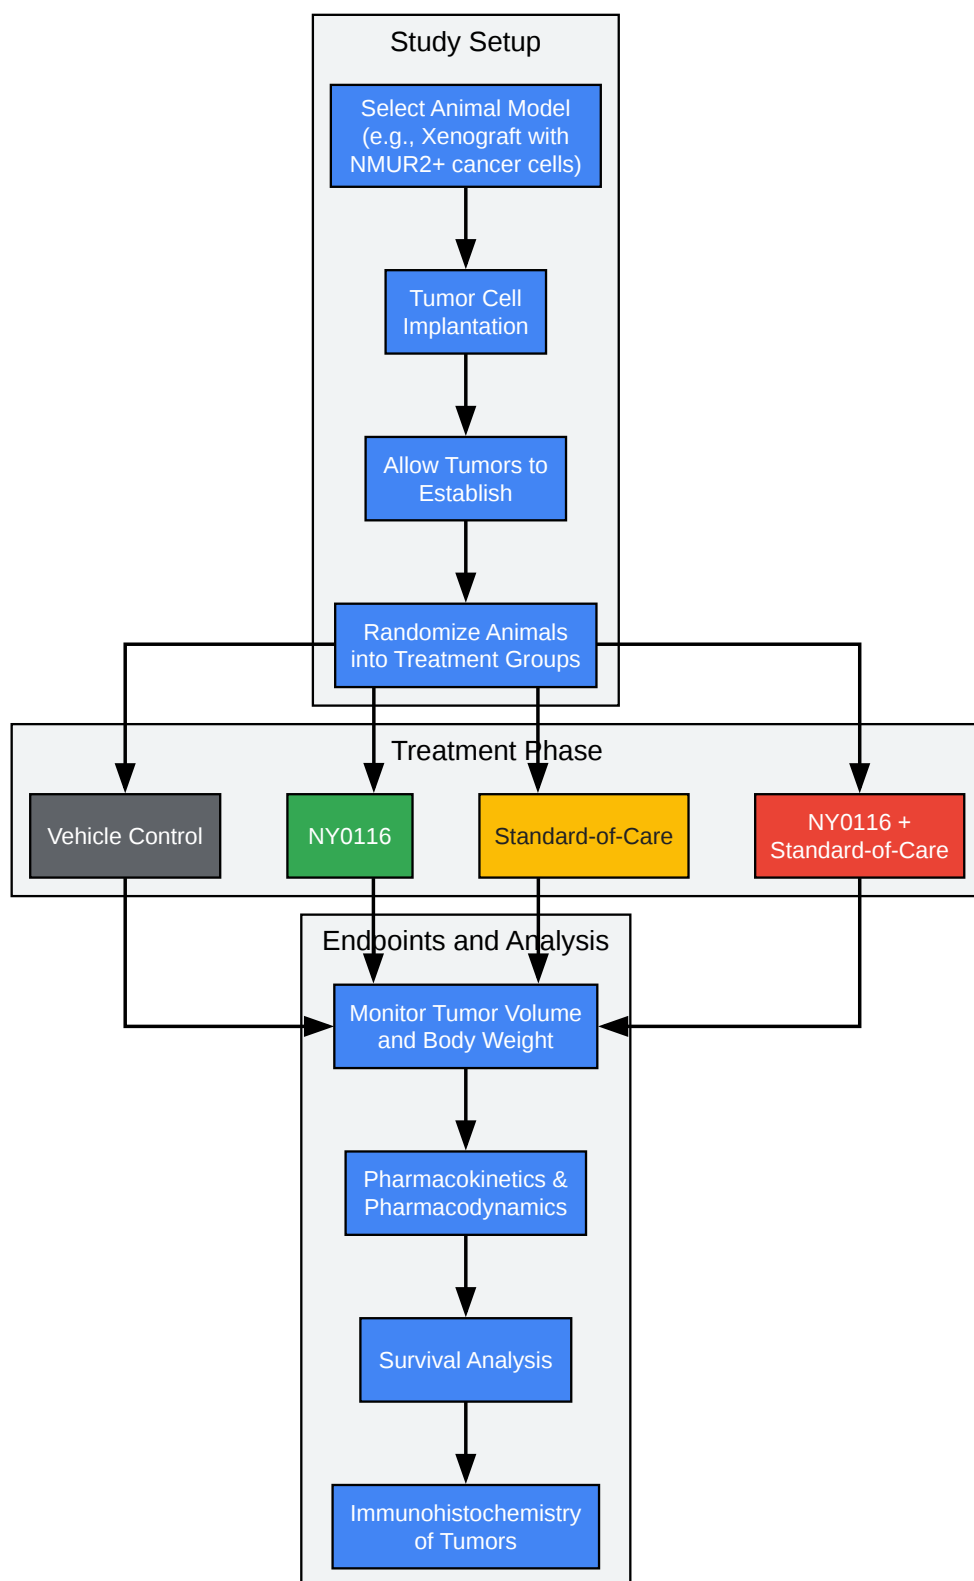 Study Setup
Select Animal Model
(e.g., Xenograft with
NMUR2+ cancer cells)
Tumor Cell
Implantation
Allow Tumors to
Establish
Randomize Animals
into Treatment Groups
Treatment Phase
Vehicle Control
NY0116
Standard-of-Care
NY0116 +
Standard-of-Care
Endpoints and Analysis
Monitor Tumor Volume
and Body Weight
Pharmacokinetics &
Pharmacodynamics
Survival Analysis
Immunohistochemistry
of Tumors